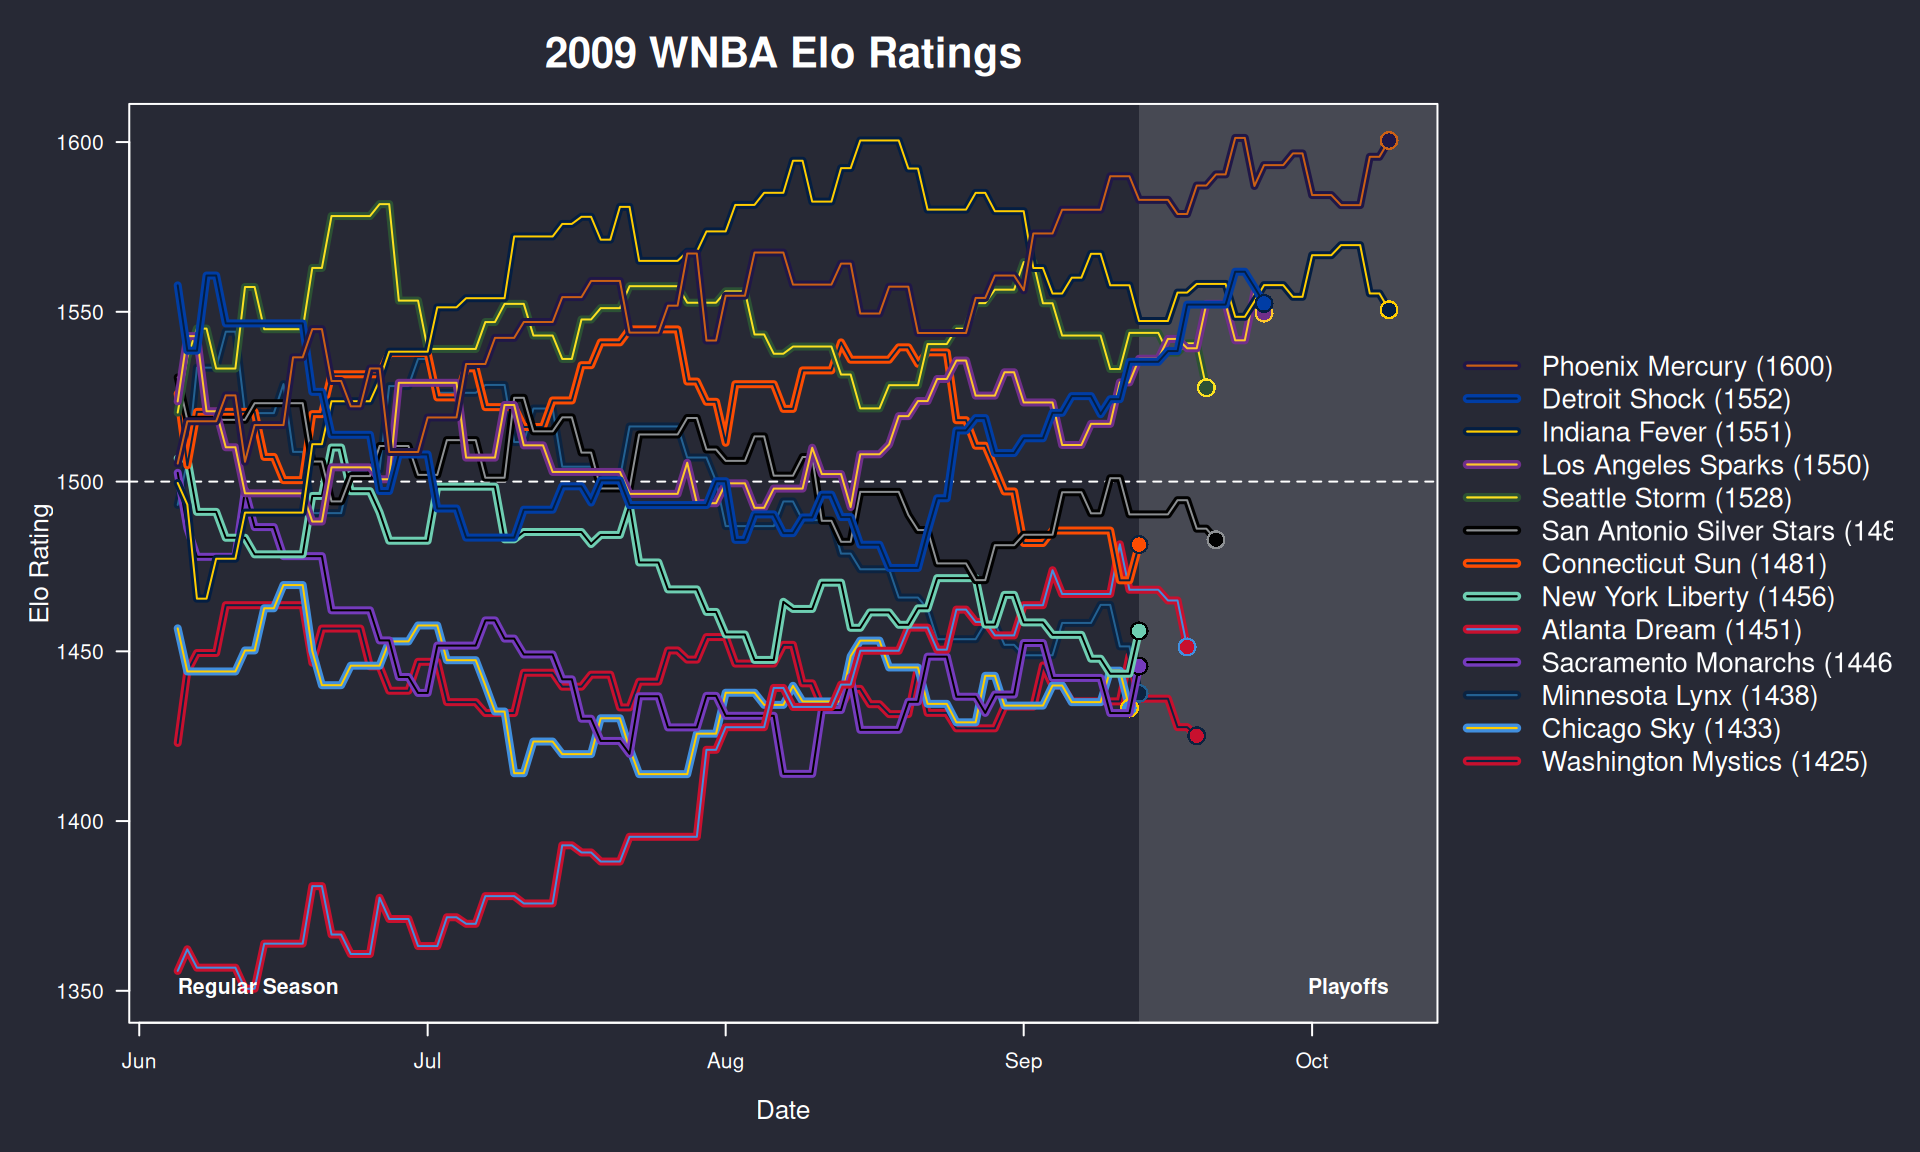 2009 WNBA Elo Ratings
1600
1550
1500
1450
1400
1350
Elo Rating
Regular Season
Playoffs
Jun
Jul
Aug
Sep
Oct
Date
Phoenix Mercury (1600)
Detroit Shock (1552)
Indiana Fever (1551)
Los Angeles Sparks (1550)
Seattle Storm (1528)
San Antonio Silver Stars (148
Connecticut Sun (1481)
New York Liberty (1456)
Atlanta Dream (1451)
Sacramento Monarchs (1446
Minnesota Lynx (1438)
Chicago Sky (1433)
Washington Mystics (1425)